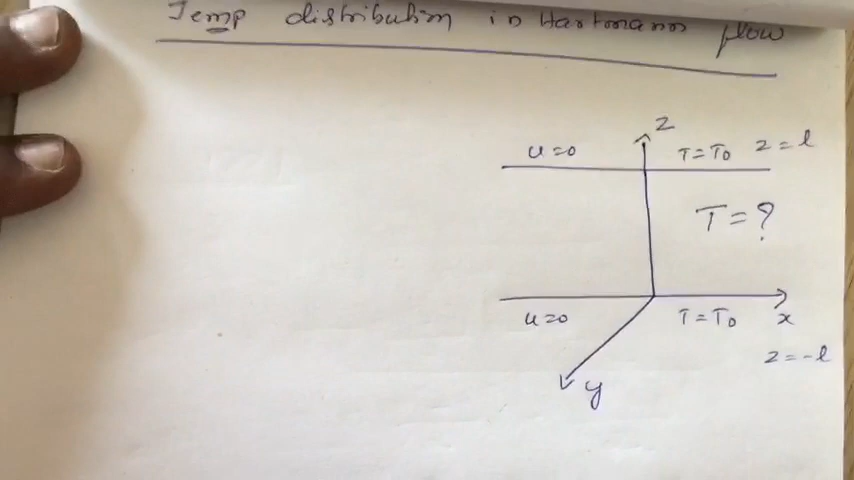 Temp distribution in Hartmann flow
z
u=0 T=T0 z=l
T=?
u=0 T=T0 x
z=-l
y